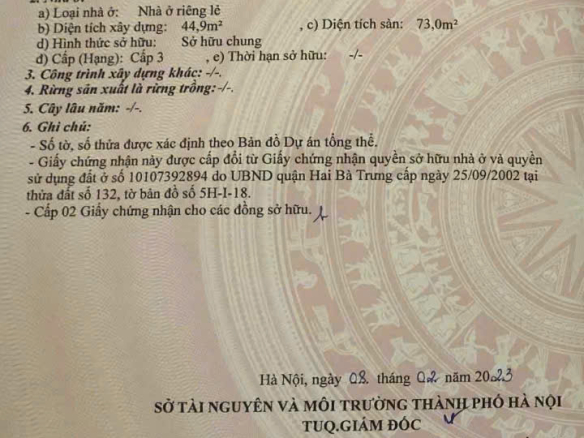 a) Loại nhà ở: Nhà ở riêng lẻ
b) Diện tích xây dựng: 44,9m² , c) Diện tích sàn: 73,0m²
d) Hình thức sở hữu: Sở hữu chung
đ) Cấp (Hạng): Cấp 3 , e) Thời hạn sở hữu: -/-
3. Công trình xây dựng khác: -/-.
4. Rừng sản xuất là rừng trồng:-/-.
5. Cây lâu năm: -/-.
6. Ghi chú:
- Số tờ, số thửa được xác định theo Bản đồ Dự án tổng thể.
- Giấy chứng nhận này được cấp đổi từ Giấy chứng nhận quyền sở hữu nhà ở và quyền
sử dụng đất ở số 10107392894 do UBND quận Hai Bà Trưng cấp ngày 25/09/2002 tại
thửa đất số 132, tờ bản đồ số 5H-I-18.
- Cấp 02 Giấy chứng nhận cho các đồng sở hữu.
Hà Nội, ngày 08. tháng 02 năm 2023
SỞ TÀI NGUYÊN VÀ MÔI TRƯỜNG THÀNH PHỐ HÀ NỘI
TUQ.GIÁM ĐỐC